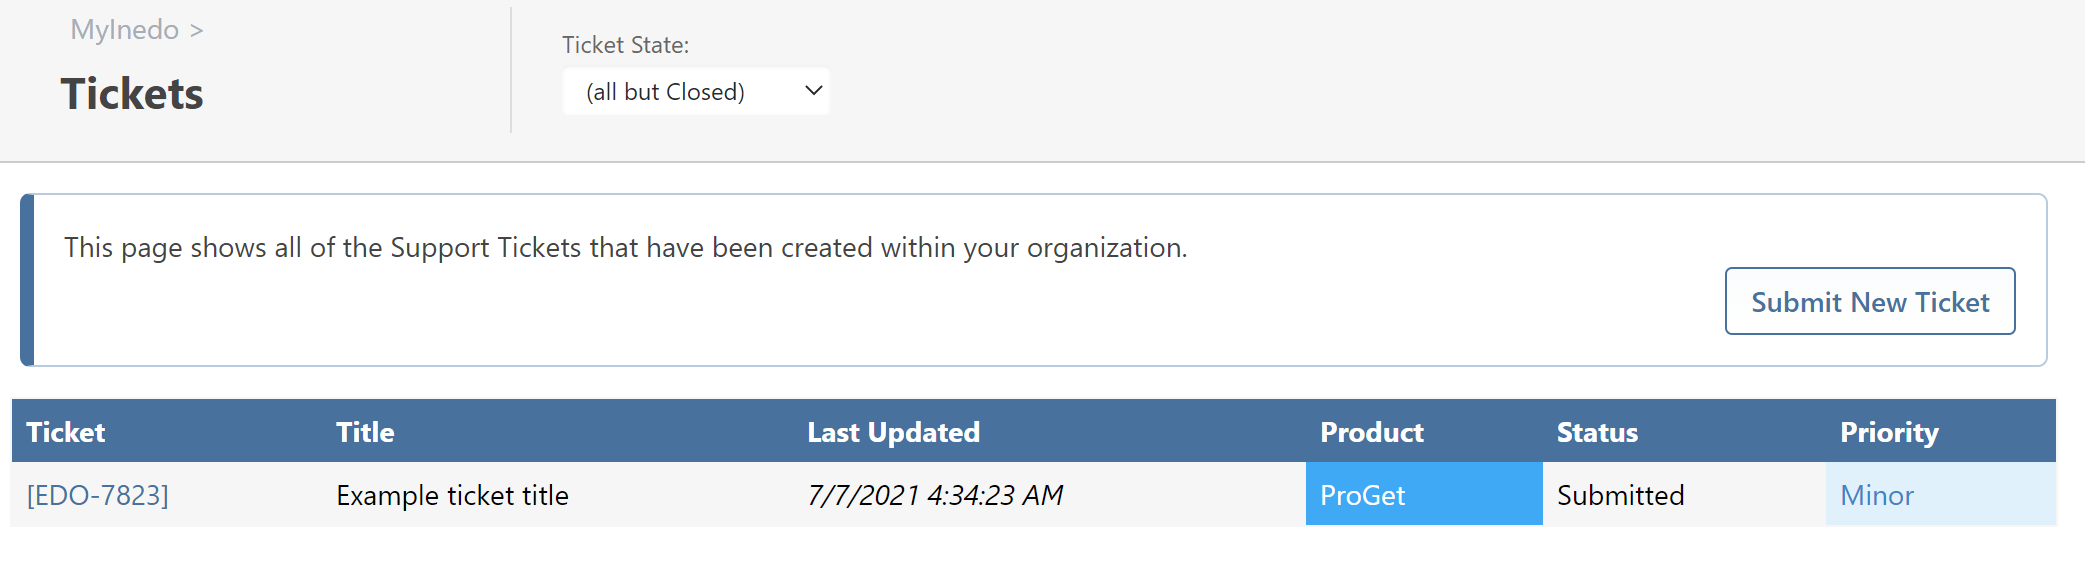 MyInedo >
Tickets
Ticket State:
(all but Closed)
This page shows all of the Support Tickets that have been created within your organization.
Submit New Ticket
Ticket Title Last Updated Product Status Priority
[EDO-7823] Example ticket title 7/7/2021 4:34:23 AM ProGet Submitted Minor